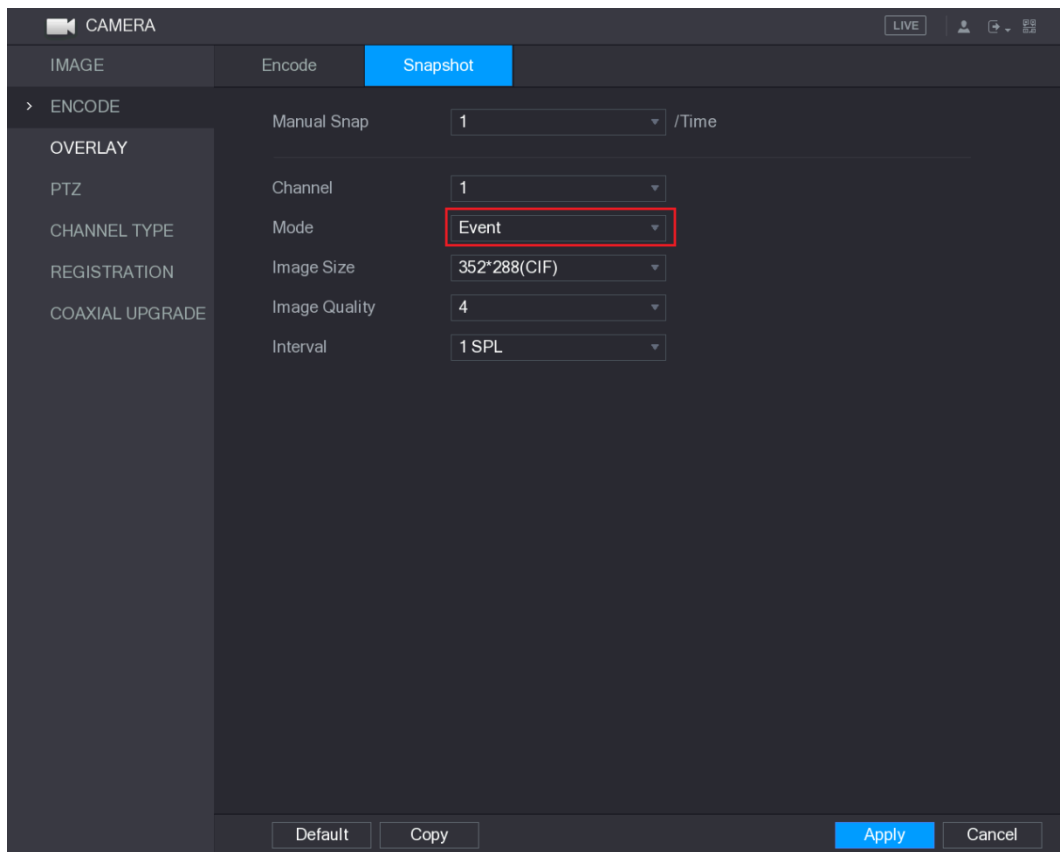 CAMERA
LIVE
IMAGE
Encode
Snapshot
> ENCODE
Manual Snap
1
/Time
OVERLAY
PTZ
Channel
1
CHANNEL TYPE
Mode
Event
REGISTRATION
Image Size
352*288(CIF)
COAXIAL UPGRADE
Image Quality
4
Interval
1 SPL
Default
Copy
Apply
Cancel